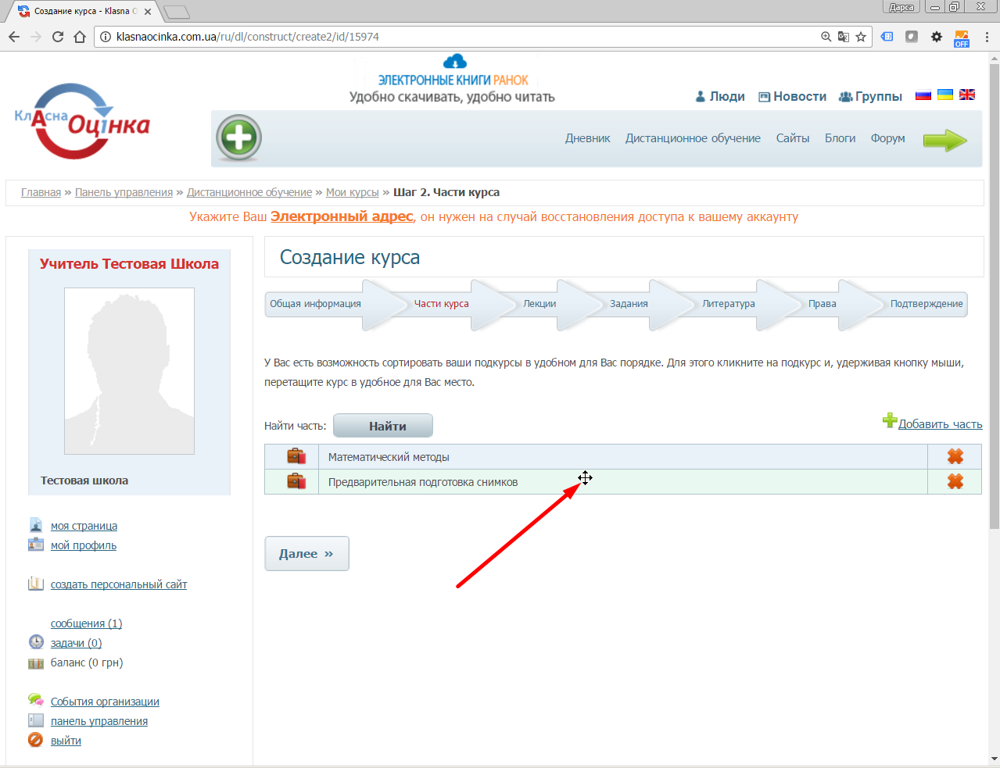 Создание курса - Klasna О
Дарса
klasnaocinka.com.ua/ru/dl/construct/create2/id/15974
OFF
ЭЛЕКТРОННЫЕ КНИГИ РАНОК
Удобно скачивать, удобно читать
КлАсна Оцінка
Люди Новости Группы
Дневник Дистанционное обучение Сайты Блоги Форум
Главная » Панель управления » Дистанционное обучение » Мои курсы » Шаг 2. Части курса
Укажите Ваш Электронный адрес, он нужен на случай восстановления доступа к вашему аккаунту
Учитель Тестовая Школа
Тестовая школа
моя страница
мой профиль
создать персональный сайт
сообщения (1)
задачи (0)
баланс (0 грн)
События организации
панель управления
выйти
Создание курса
Общая информация Части курса Лекции Задания Литература Права Подтверждение
У Вас есть возможность сортировать ваши подкурсы в удобном для Вас порядке. Для этого кликните на подкурс и, удерживая кнопку мыши,
перетащите курс в удобное для Вас место.
Найти часть: Найти
Добавить часть
Математический методы
Предварительная подготовка снимков
Далее »